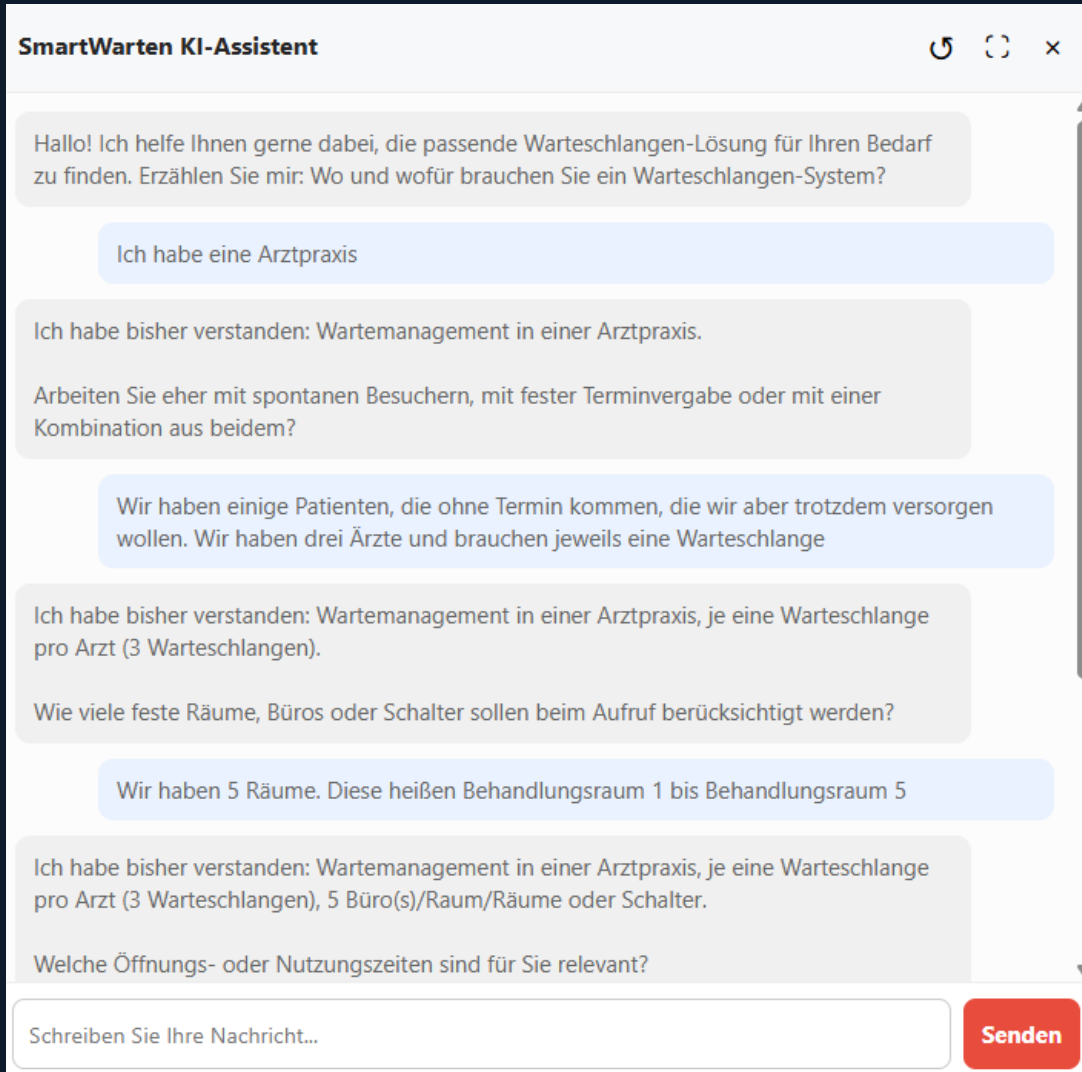 SmartWarten KI-Assistent
Hallo! Ich helfe Ihnen gerne dabei, die passende Warteschlangen-Lösung für Ihren Bedarf
zu finden. Erzählen Sie mir: Wo und wofür brauchen Sie ein Warteschlangen-System?
Ich habe eine Arztpraxis
Ich habe bisher verstanden: Wartemanagement in einer Arztpraxis.
Arbeiten Sie eher mit spontanen Besuchern, mit fester Terminvergabe oder mit einer
Kombination aus beidem?
Wir haben einige Patienten, die ohne Termin kommen, die wir aber trotzdem versorgen
wollen. Wir haben drei Ärzte und brauchen jeweils eine Warteschlange
Ich habe bisher verstanden: Wartemanagement in einer Arztpraxis, je eine Warteschlange
pro Arzt (3 Warteschlangen).
Wie viele feste Räume, Büros oder Schalter sollen beim Aufruf berücksichtigt werden?
Wir haben 5 Räume. Diese heißen Behandlungsraum 1 bis Behandlungsraum 5
Ich habe bisher verstanden: Wartemanagement in einer Arztpraxis, je eine Warteschlange
pro Arzt (3 Warteschlangen), 5 Büro(s)/Raum/Räume oder Schalter.
Welche Öffnungs- oder Nutzungszeiten sind für Sie relevant?
Schreiben Sie Ihre Nachricht...
Senden